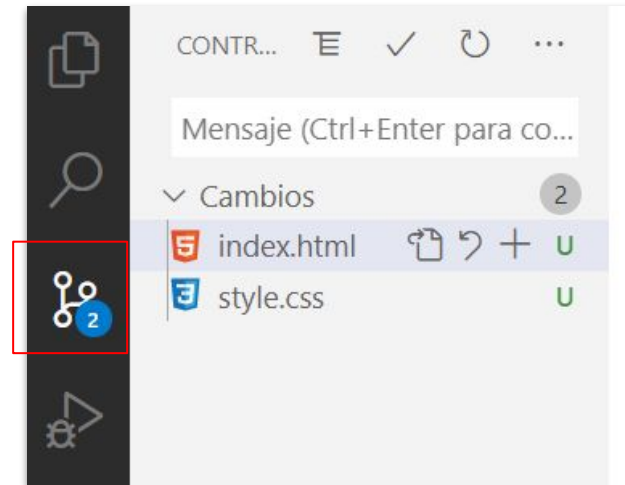 CONTR...
Mensaje (Ctrl+Enter para co...
Cambios 2
index.html U
style.css U
2